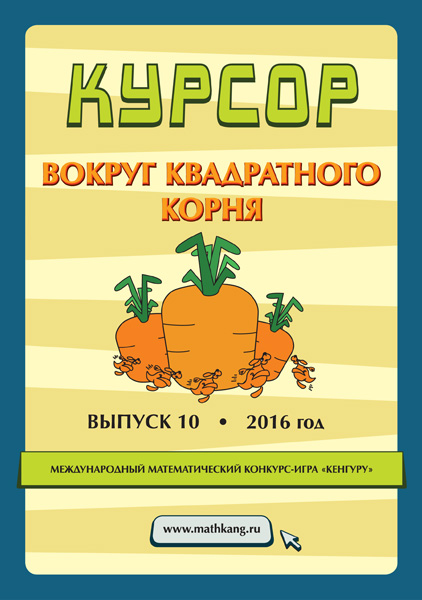 КУРСОР
ВОКРУГ КВАДРАТНОГО
КОРНЯ
ВЫПУСК 10 • 2016 год
МЕЖДУНАРОДНЫЙ МАТЕМАТИЧЕСКИЙ КОНКУРС-ИГРА «КЕНГУРУ»
www.mathkang.ru